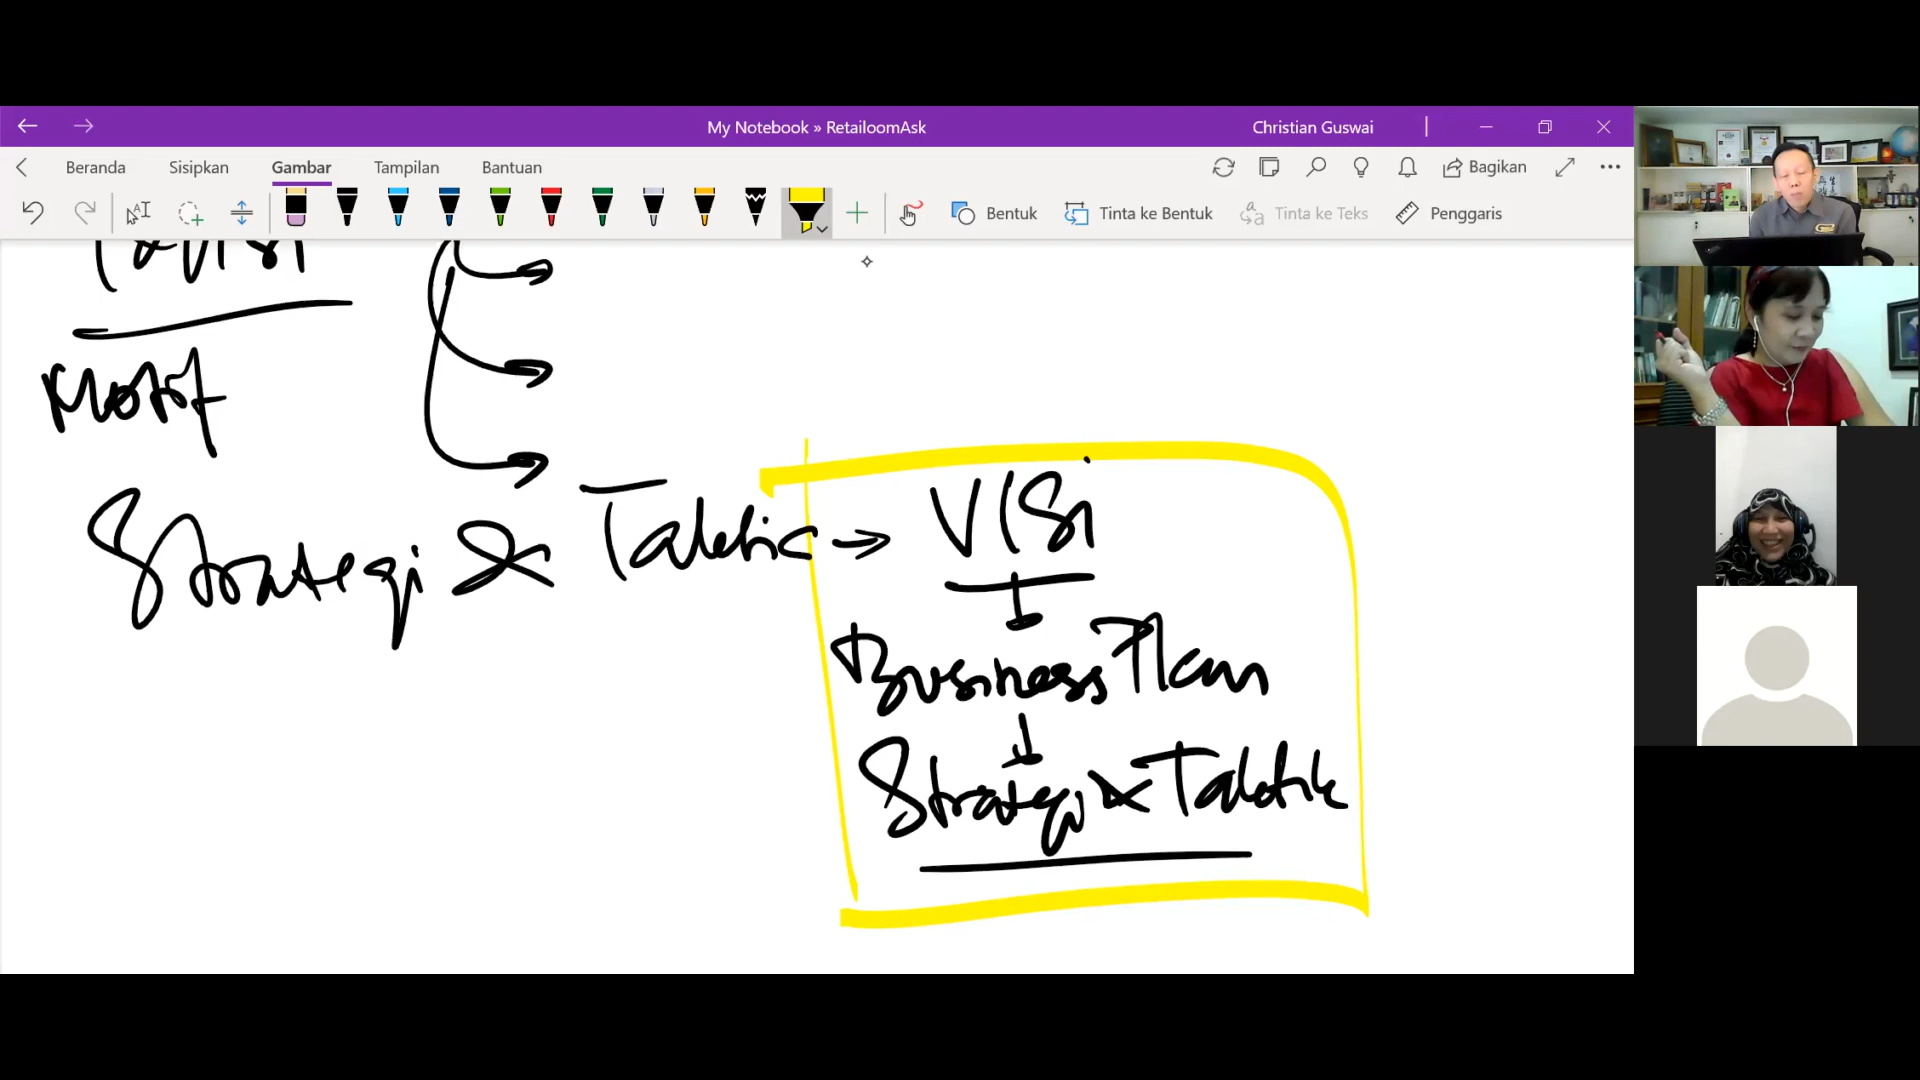 My Notebook » RetailoomAsk
Christian Guswai
Beranda Sisipkan Gambar Tampilan Bantuan
Bagikan
Bentuk Tinta ke Bentuk Tinta ke Teks Penggaris
Motif
Strategi & Taktic → VISi
Business Plan
Strategi & Taktik